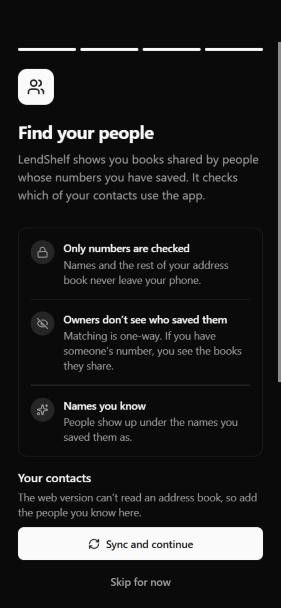 Find your people
LendShelf shows you books shared by people
whose numbers you have saved. It checks
which of your contacts use the app.
Only numbers are checked
Names and the rest of your address
book never leave your phone.
Owners don't see who saved them
Matching is one-way. If you have
someone's number, you see the books
they share.
Names you know
People show up under the names you
saved them as.
Your contacts
The web version can't read an address book, so add
the people you know here.
Sync and continue
Skip for now